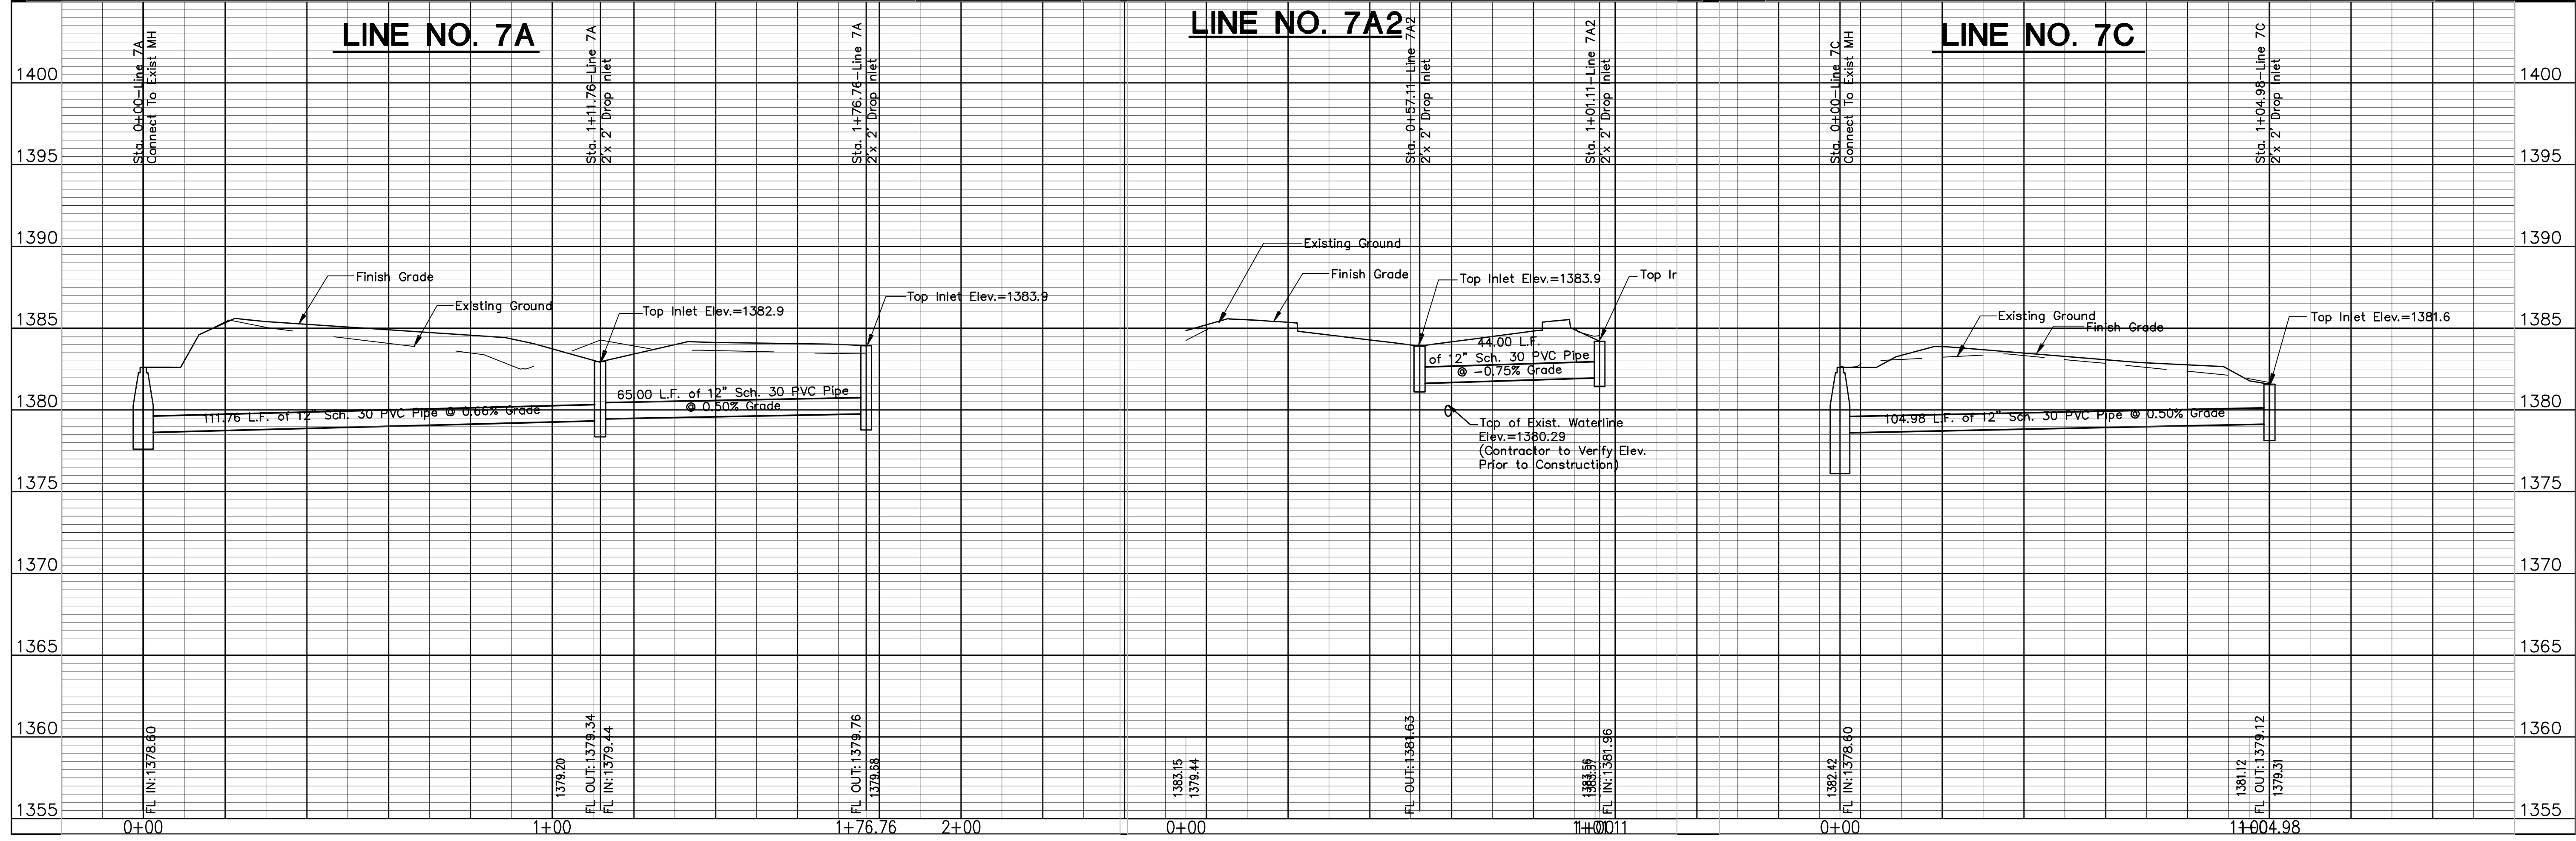 LINE NO. 7A
Sta. 0+00-Line 7A
Connect To Exist MH
Sta. 1+11.76-Line 7A
2'x 2' Drop Inlet
Sta. 1+76.76-Line 7A
2'x 2' Drop Inlet
Finish Grade
Existing Ground
Top Inlet Elev.=1382.9
Top Inlet Elev.=1383.9
111.76 L.F. of 12" Sch. 30 PVC Pipe @ 0.66% Grade
65.00 L.F. of 12" Sch. 30 PVC Pipe
@ 0.50% Grade
FL IN:1378.60
1379.20
FL OUT:1379.34
FL IN:1379.44
FL OUT:1379.76
1379.68
0+00
1+00
1+76.76
2+00
LINE NO. 7A2
Sta. 0+57.11-Line 7A2
2'x 2' Drop Inlet
Sta. 1+01.11-Line 7A2
2'x 2' Drop Inlet
Existing Ground
Finish Grade
Top Inlet Elev.=1383.9
Top Ir
44.00 L.F.
of 12" Sch. 30 PVC Pipe
@ -0.75% Grade
Top of Exist. Waterline
Elev.=1380.29
(Contractor to Verify Elev.
Prior to Construction)
1383.15
1379.44
FL OUT:1381.63
FL IN:1381.96
0+00
LINE NO. 7C
Sta. 0+00-Line 7C
Connect To Exist MH
Sta. 1+04.98-Line 7C
2'x 2' Drop Inlet
Existing Ground
Finish Grade
Top Inlet Elev.=1381.6
104.98 L.F. of 12" Sch. 30 PVC Pipe @ 0.50% Grade
1382.42
FL IN:1378.60
1381.12
FL OUT:1379.12
1379.31
0+00
1400
1395
1390
1385
1380
1375
1370
1365
1360
1355
1400
1395
1390
1385
1380
1375
1370
1365
1360
1355